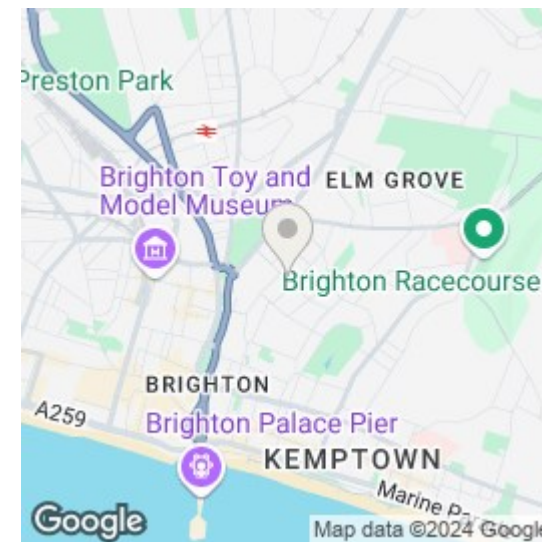 Preston Park
Brighton Toy and
Model Museum
ELM GROVE
Brighton Racecourse
BRIGHTON
A259
Brighton Palace Pier
KEMPTOWN
Marine
Google
Map data ©2024 Google